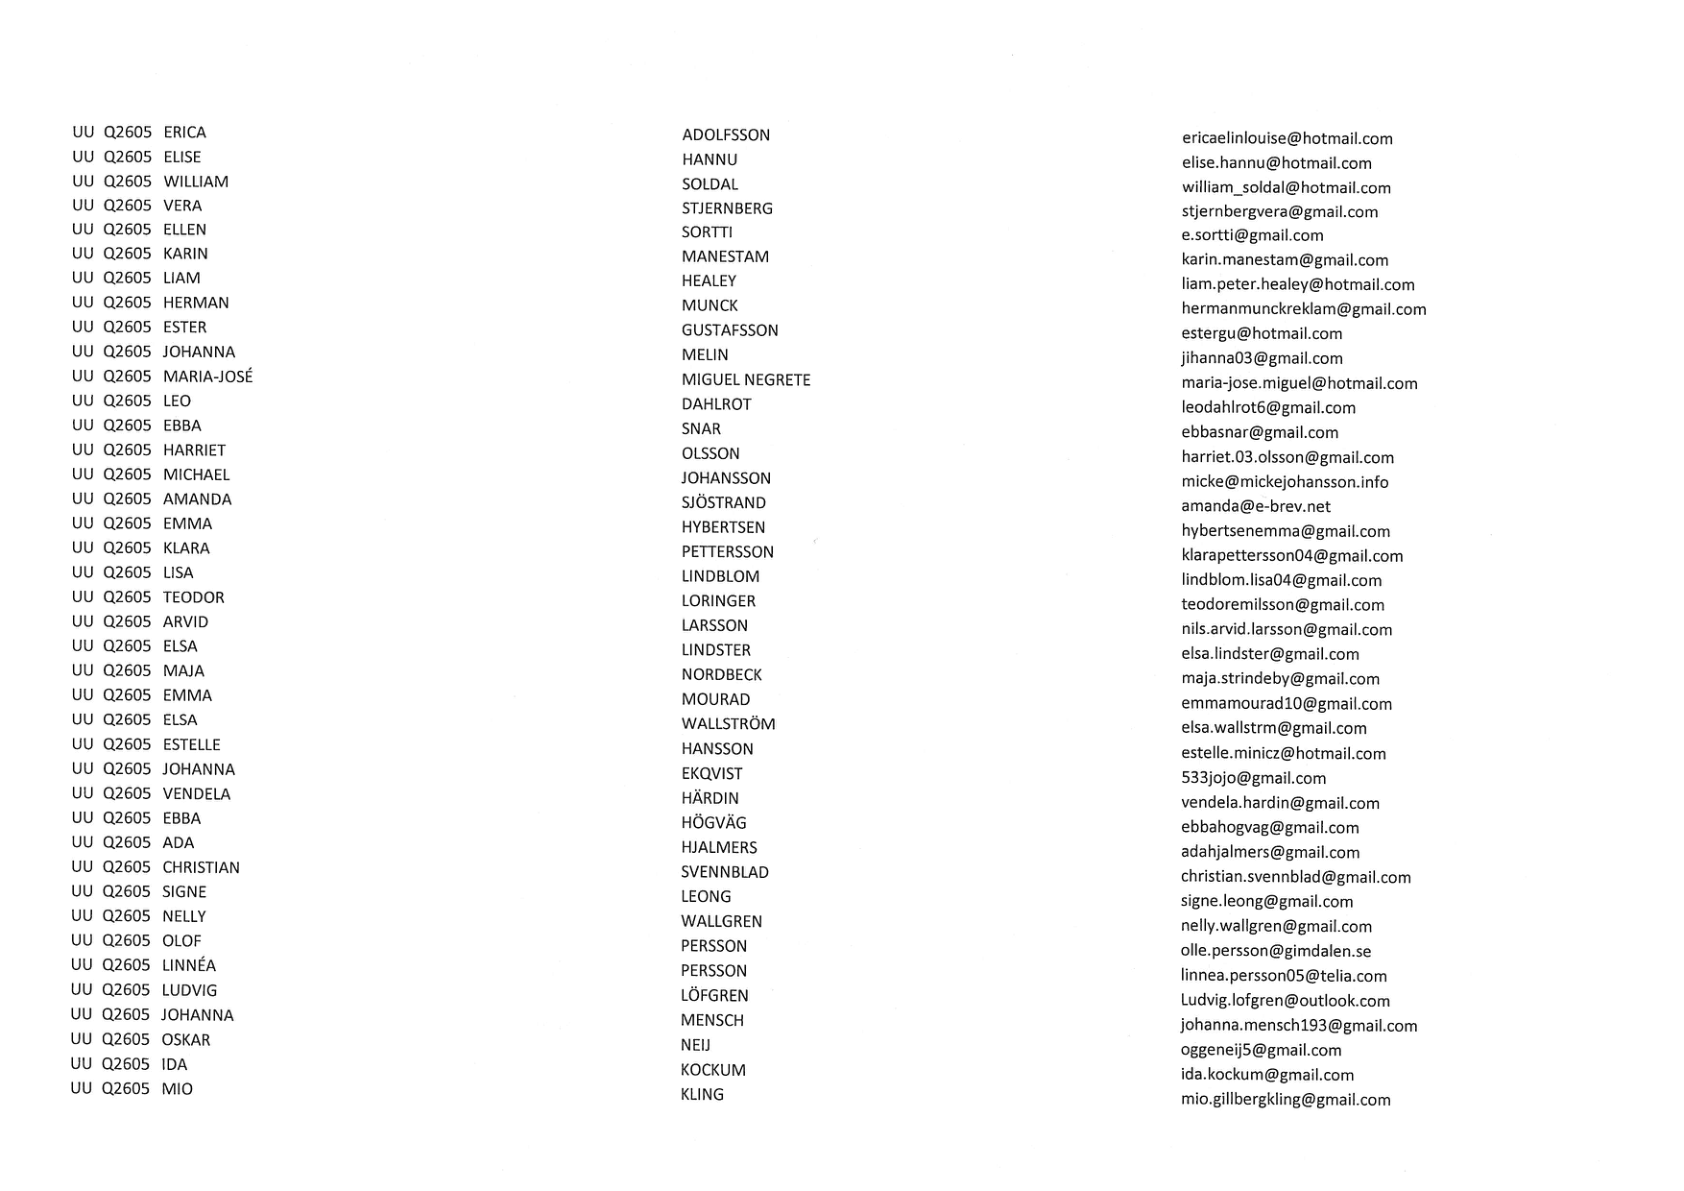 UU Q2605 ERICA ADOLFSSON ericaelinlouise@hotmail.com
UU Q2605 ELISE HANNU elise.hannu@hotmail.com
UU Q2605 WILLIAM SOLDAL william_soldal@hotmail.com
UU Q2605 VERA STJERNBERG stjernbergvera@gmail.com
UU Q2605 ELLEN SORTTI e.sortti@gmail.com
UU Q2605 KARIN MANESTAM karin.manestam@gmail.com
UU Q2605 LIAM HEALEY liam.peter.healey@hotmail.com
UU Q2605 HERMAN MUNCK hermanmunckreklam@gmail.com
UU Q2605 ESTER GUSTAFSSON estergu@hotmail.com
UU Q2605 JOHANNA MELIN jihanna03@gmail.com
UU Q2605 MARIA-JOSÉ MIGUEL NEGRETE maria-jose.miguel@hotmail.com
UU Q2605 LEO DAHLROT leodahlrot6@gmail.com
UU Q2605 EBBA SNAR ebbasnar@gmail.com
UU Q2605 HARRIET OLSSON harriet.03.olsson@gmail.com
UU Q2605 MICHAEL JOHANSSON micke@mickejohansson.info
UU Q2605 AMANDA SJÖSTRAND amanda@e-brev.net
UU Q2605 EMMA HYBERTSEN hybertsenemma@gmail.com
UU Q2605 KLARA PETTERSSON klarapettersson04@gmail.com
UU Q2605 LISA LINDBLOM lindblom.lisa04@gmail.com
UU Q2605 TEODOR LORINGER teodoremilsson@gmail.com
UU Q2605 ARVID LARSSON nils.arvid.larsson@gmail.com
UU Q2605 ELSA LINDSTER elsa.lindster@gmail.com
UU Q2605 MAJA NORDBECK maja.strindeby@gmail.com
UU Q2605 EMMA MOURAD emmamourad10@gmail.com
UU Q2605 ELSA WALLSTRÖM elsa.wallstrm@gmail.com
UU Q2605 ESTELLE HANSSON estelle.minicz@hotmail.com
UU Q2605 JOHANNA EKQVIST 533jojo@gmail.com
UU Q2605 VENDELA HÄRDIN vendela.hardin@gmail.com
UU Q2605 EBBA HÖGVÄG ebbahogvag@gmail.com
UU Q2605 ADA HJALMERS adahjalmers@gmail.com
UU Q2605 CHRISTIAN SVENNBLAD christian.svennblad@gmail.com
UU Q2605 SIGNE LEONG signe.leong@gmail.com
UU Q2605 NELLY WALLGREN nelly.wallgren@gmail.com
UU Q2605 OLOF PERSSON olle.persson@gimdalen.se
UU Q2605 LINNÉA PERSSON linnea.persson05@telia.com
UU Q2605 LUDVIG LÖFGREN Ludvig.lofgren@outlook.com
UU Q2605 JOHANNA MENSCH johanna.mensch193@gmail.com
UU Q2605 OSKAR NEIJ oggeneij5@gmail.com
UU Q2605 IDA KOCKUM ida.kockum@gmail.com
UU Q2605 MIO KLING mio.gillbergkling@gmail.com